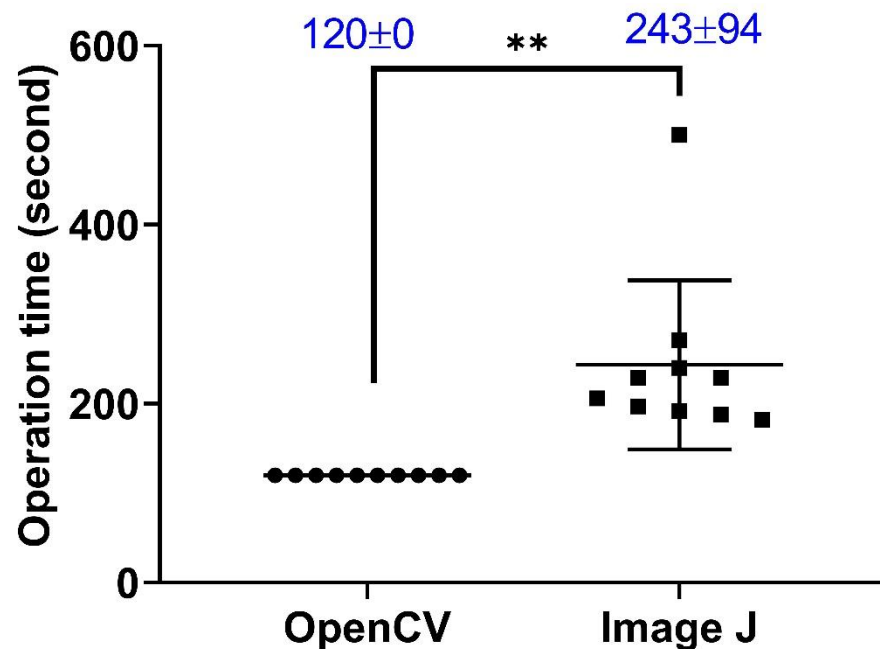 120±0
243±94
**
600
400
200
0
Operation time (second)
OpenCV
Image J